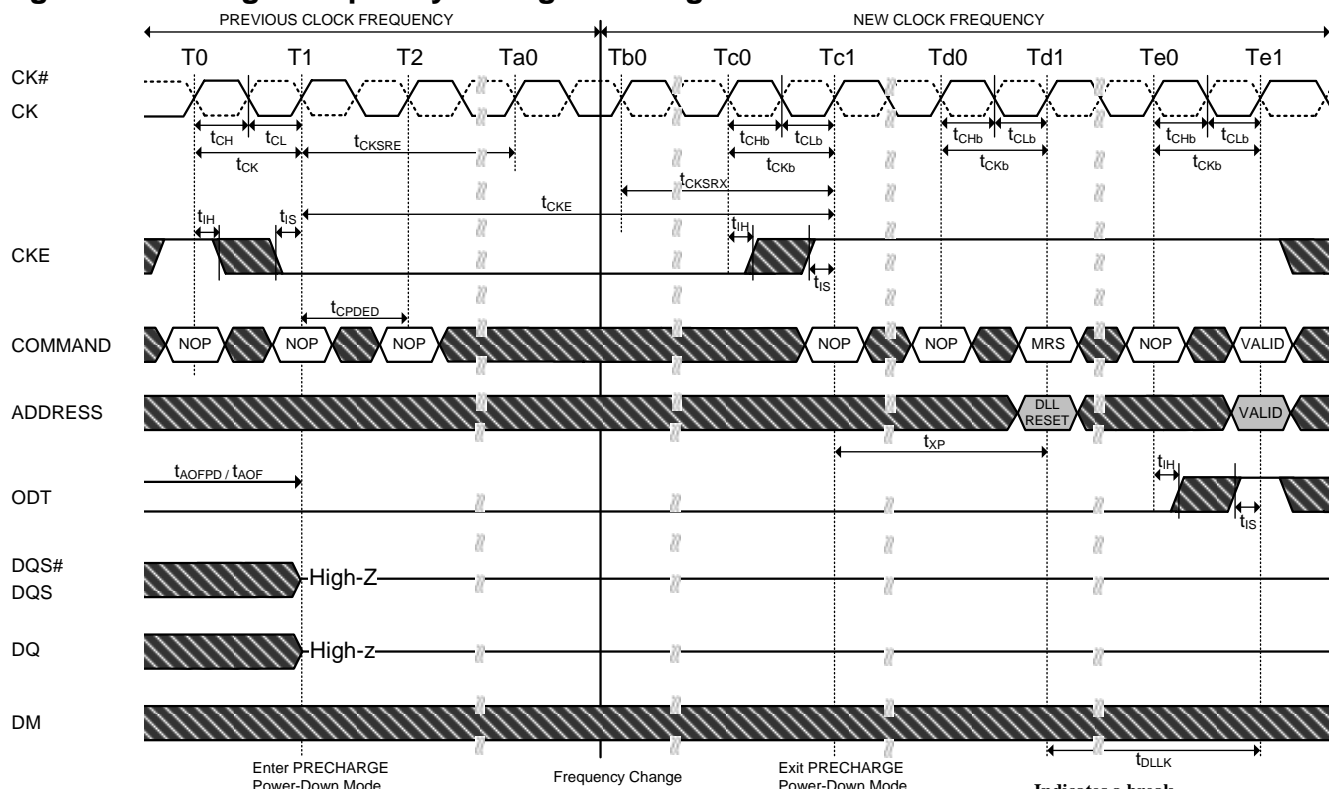 PREVIOUS CLOCK FREQUENCY NEW CLOCK FREQUENCY
T0 T1 T2 Ta0 Tb0 Tc0 Tc1 Td0 Td1 Te0 Te1
CK#
CK
tCH tCL tCHb tCLb tCHb tCLb tCHb tCLb
tCK tCKSRE tCKb tCKb tCKb
tCKSRX
tCKE
tIH tIS tIH
CKE
tIS
tCPDED
COMMAND NOP NOP NOP NOP NOP MRS NOP VALID
ADDRESS DLL RESET VALID
tXP
tAOFPD / tAOF tIH
ODT
tIS
DQS#
DQS
High-Z
DQ High-z
DM
tDLLK
Enter PRECHARGE
Power-Down Mode
Frequency Change
Exit PRECHARGE
Power-Down Mode
Indicates a break